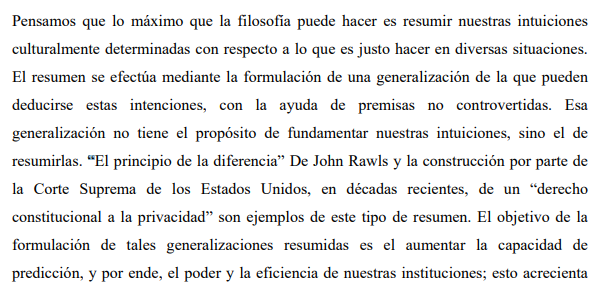 Pensamos que lo máximo que la filosofía puede hacer es resumir nuestras intuiciones
culturalmente determinadas con respecto a lo que es justo hacer en diversas situaciones.
El resumen se efectúa mediante la formulación de una generalización de la que pueden
deducirse estas intenciones, con la ayuda de premisas no controvertidas. Esa
generalización no tiene el propósito de fundamentar nuestras intuiciones, sino el de
resumirlas. “"El principio de la diferencia” De John Rawls y la construcción por parte de
la Corte Suprema de los Estados Unidos, en décadas recientes, de un “derecho
constitucional a la privacidad” son ejemplos de este tipo de resumen. El objetivo de la
formulación de tales generalizaciones resumidas es el aumentar la capacidad de
predicción, y por ende, el poder y la eficiencia de nuestras instituciones; esto acrecienta